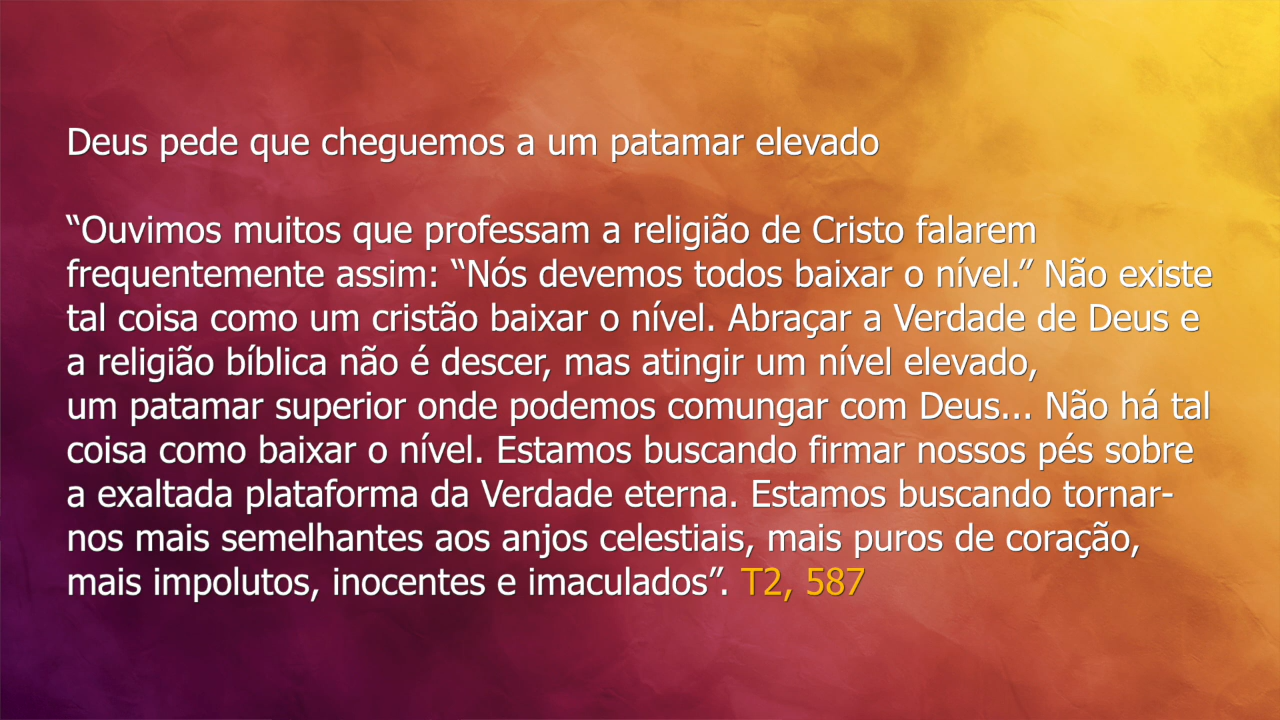 Deus pede que cheguemos a um patamar elevado
“Ouvimos muitos que professam a religião de Cristo falarem
frequentemente assim: “Nós devemos todos baixar o nível.” Não existe
tal coisa como um cristão baixar o nível. Abraçar a Verdade de Deus e
a religião bíblica não é descer, mas atingir um nível elevado,
um patamar superior onde podemos comungar com Deus... Não há tal
coisa como baixar o nível. Estamos buscando firmar nossos pés sobre
a exaltada plataforma da Verdade eterna. Estamos buscando tornar-
nos mais semelhantes aos anjos celestiais, mais puros de coração,
mais impolutos, inocentes e imaculados”. T2, 587